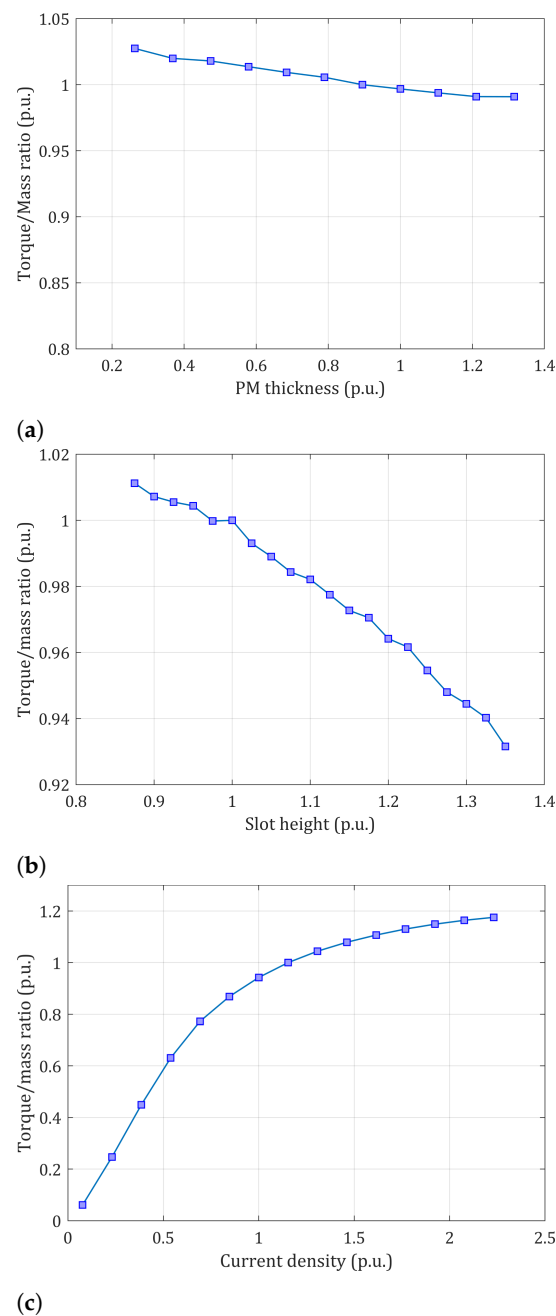 1.05
1
0.95
0.9
0.85
0.8
Torque/Mass ratio (p.u.)
0.2 0.4 0.6 0.8 1 1.2 1.4
PM thickness (p.u.)
(a)
1.02
1
0.98
0.96
0.94
0.92
Torque/mass ratio (p.u.)
0.8 0.9 1 1.1 1.2 1.3 1.4
Slot height (p.u.)
(b)
1.2
1
0.8
0.6
0.4
0.2
0
Torque/mass ratio (p.u.)
0 0.5 1 1.5 2 2.5
Current density (p.u.)
(c)